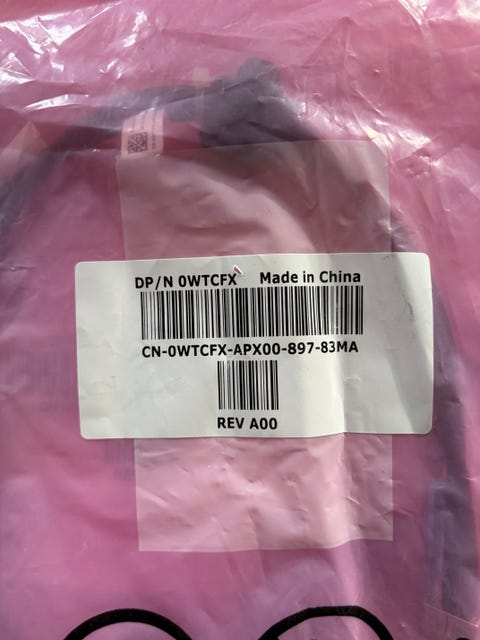 DP/N 0WTCFX Made in China
CN-0WTCFX-APX00-897-83MA
REV A00